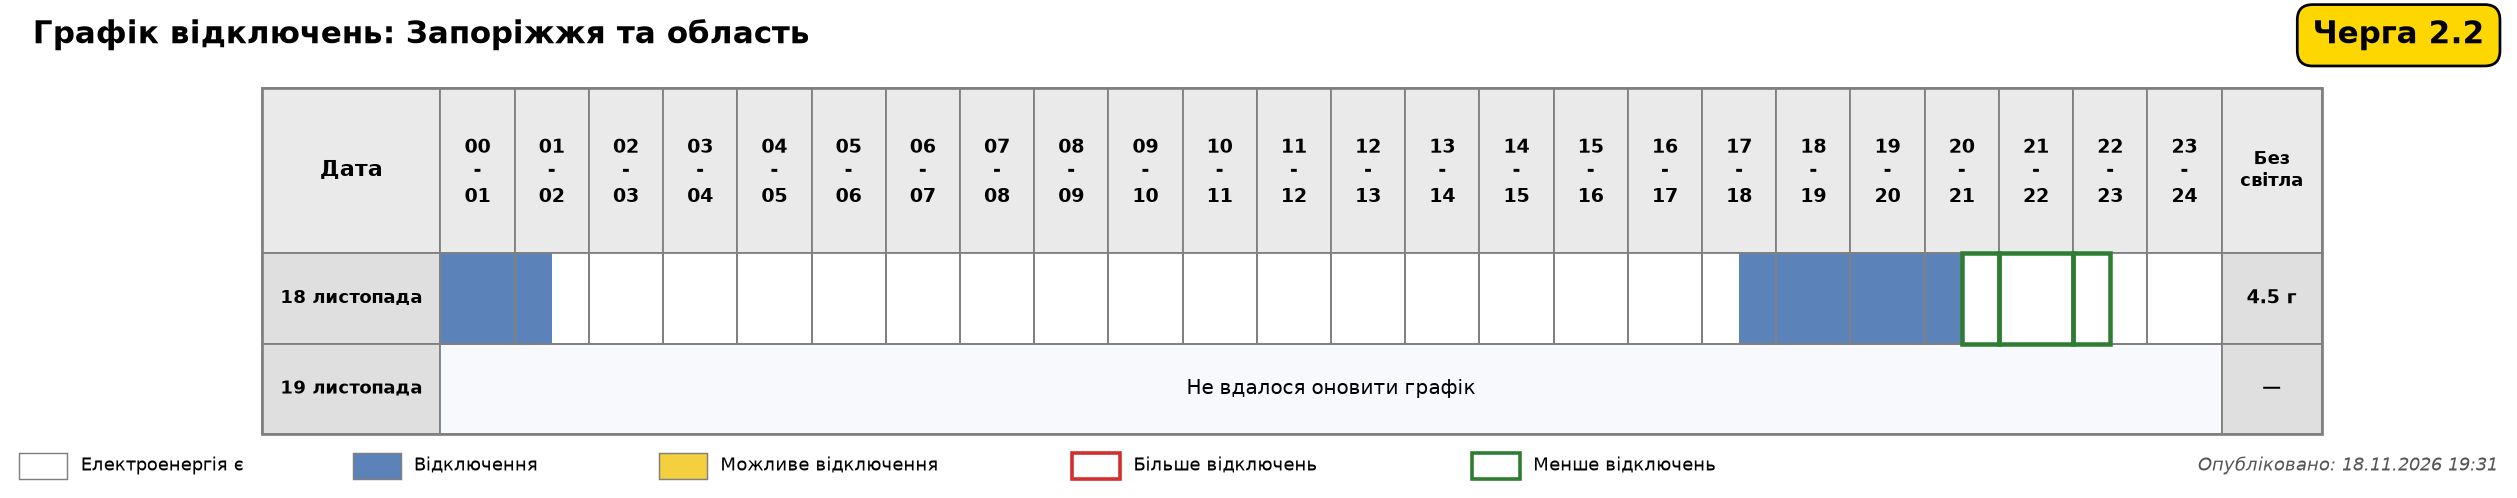 Графік відключень: Запоріжжя та область
Черга 2.2
Дата
00 - 01
01 - 02
02 - 03
03 - 04
04 - 05
05 - 06
06 - 07
07 - 08
08 - 09
09 - 10
10 - 11
11 - 12
12 - 13
13 - 14
14 - 15
15 - 16
16 - 17
17 - 18
18 - 19
19 - 20
20 - 21
21 - 22
22 - 23
23 - 24
Без
світла
18 листопада
4.5 г
19 листопада
Не вдалося оновити графік
—
Електроенергія є
Відключення
Можливе відключення
Більше відключень
Менше відключень
Опубліковано: 18.11.2026 19:31